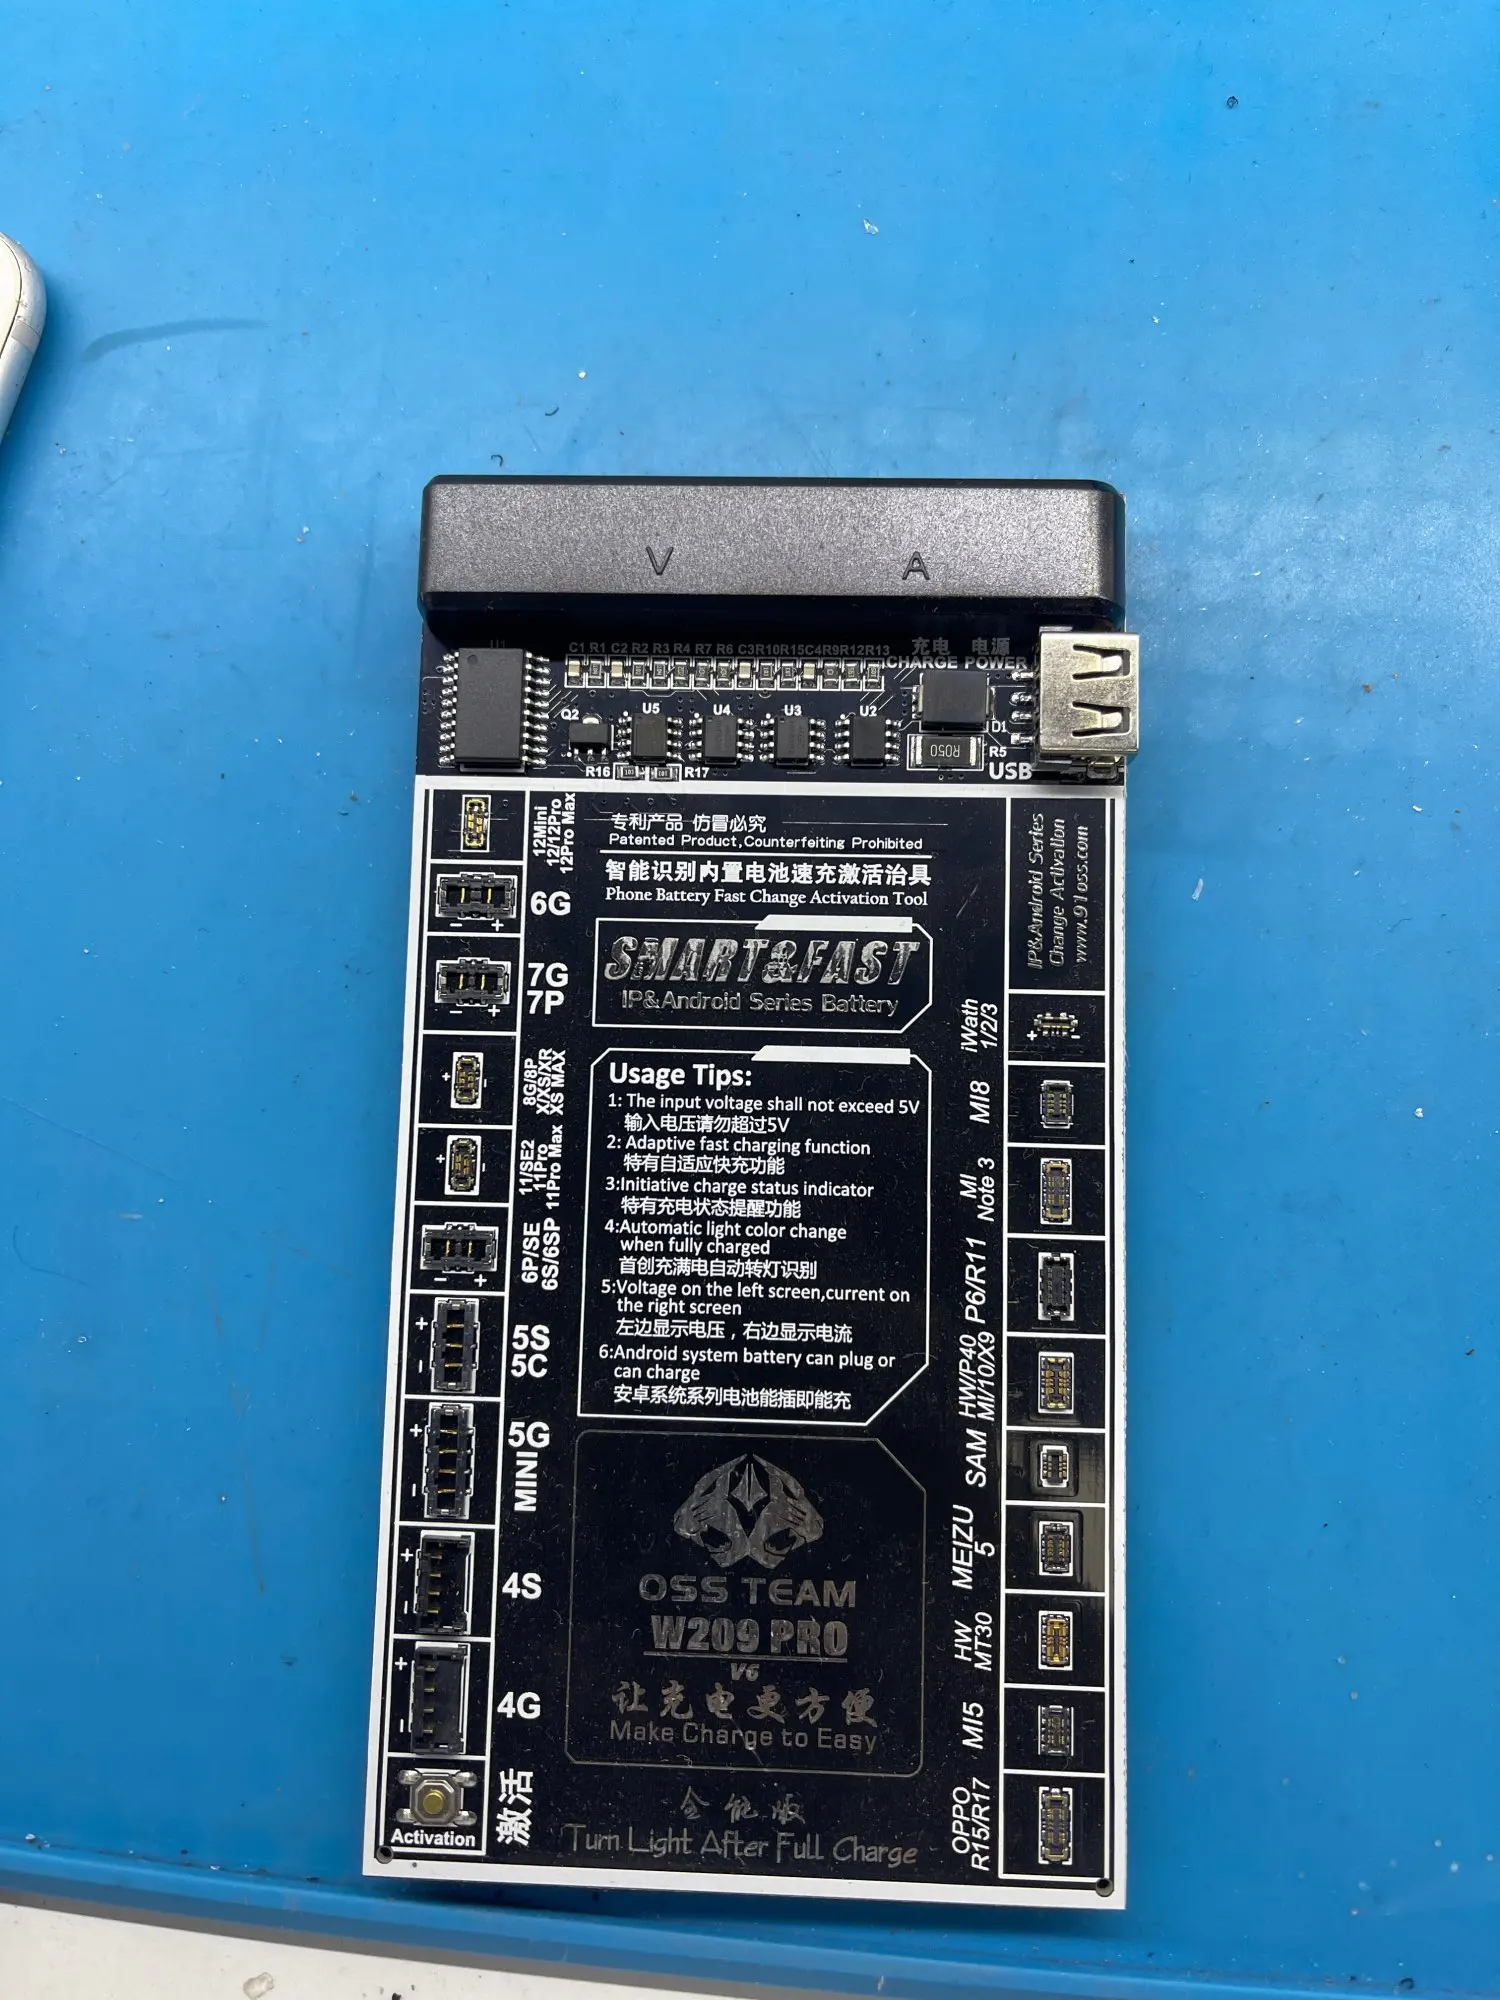 V A
U1
C1 R1 C2 R2 R3 R4 R7 R6 C3 R10 R15 C4 R9 R12 R13
充电 电源
CHARGE POWER
Q2 U5 U4 U3 U2
D1
R050
R5
R16 R17
USB
12Mini
12/12Pro
12Pro Max
6G
- +
7G
7P
- +
8G/8P
X/XS/XR
XS MAX
+ -
11/SE2
11Pro
11Pro Max
+ -
6P/SE
6S/6SP
- +
5S
5C
+
-
5G
MINI
+
-
4S
+
-
4G
+
-
激活
Activation
专利产品 仿冒必究
Patented Product,Counterfeiting Prohibited
智能识别内置电池速充激活治具
Phone Battery Fast Change Activation Tool
SMART&FAST
IP&Android Series Battery
Usage Tips:
1: The input voltage shall not exceed 5V
输入电压请勿超过5V
2: Adaptive fast charging function
特有自适应快充功能
3:Initiative charge status indicator
特有充电状态提醒功能
4:Automatic light color change
when fully charged
首创充满电自动转灯识别
5:Voltage on the left screen,current on
the right screen
左边显示电压，右边显示电流
6:Android system battery can plug or
can charge
安卓系统系列电池能插即能充
OSS TEAM
W209 PRO
V6
让充电更方便
Make Charge to Easy
全能版
Turn Light After Full Charge
IP&Android Series
Change Activation
www.91oss.com
iWath
1/2/3
+ -
MI8
MI
Note 3
P6/R11
HW/P40
MI/10/X9
SAM
MEIZU
5
HW
MT30
MI5
OPPO
R15/R17